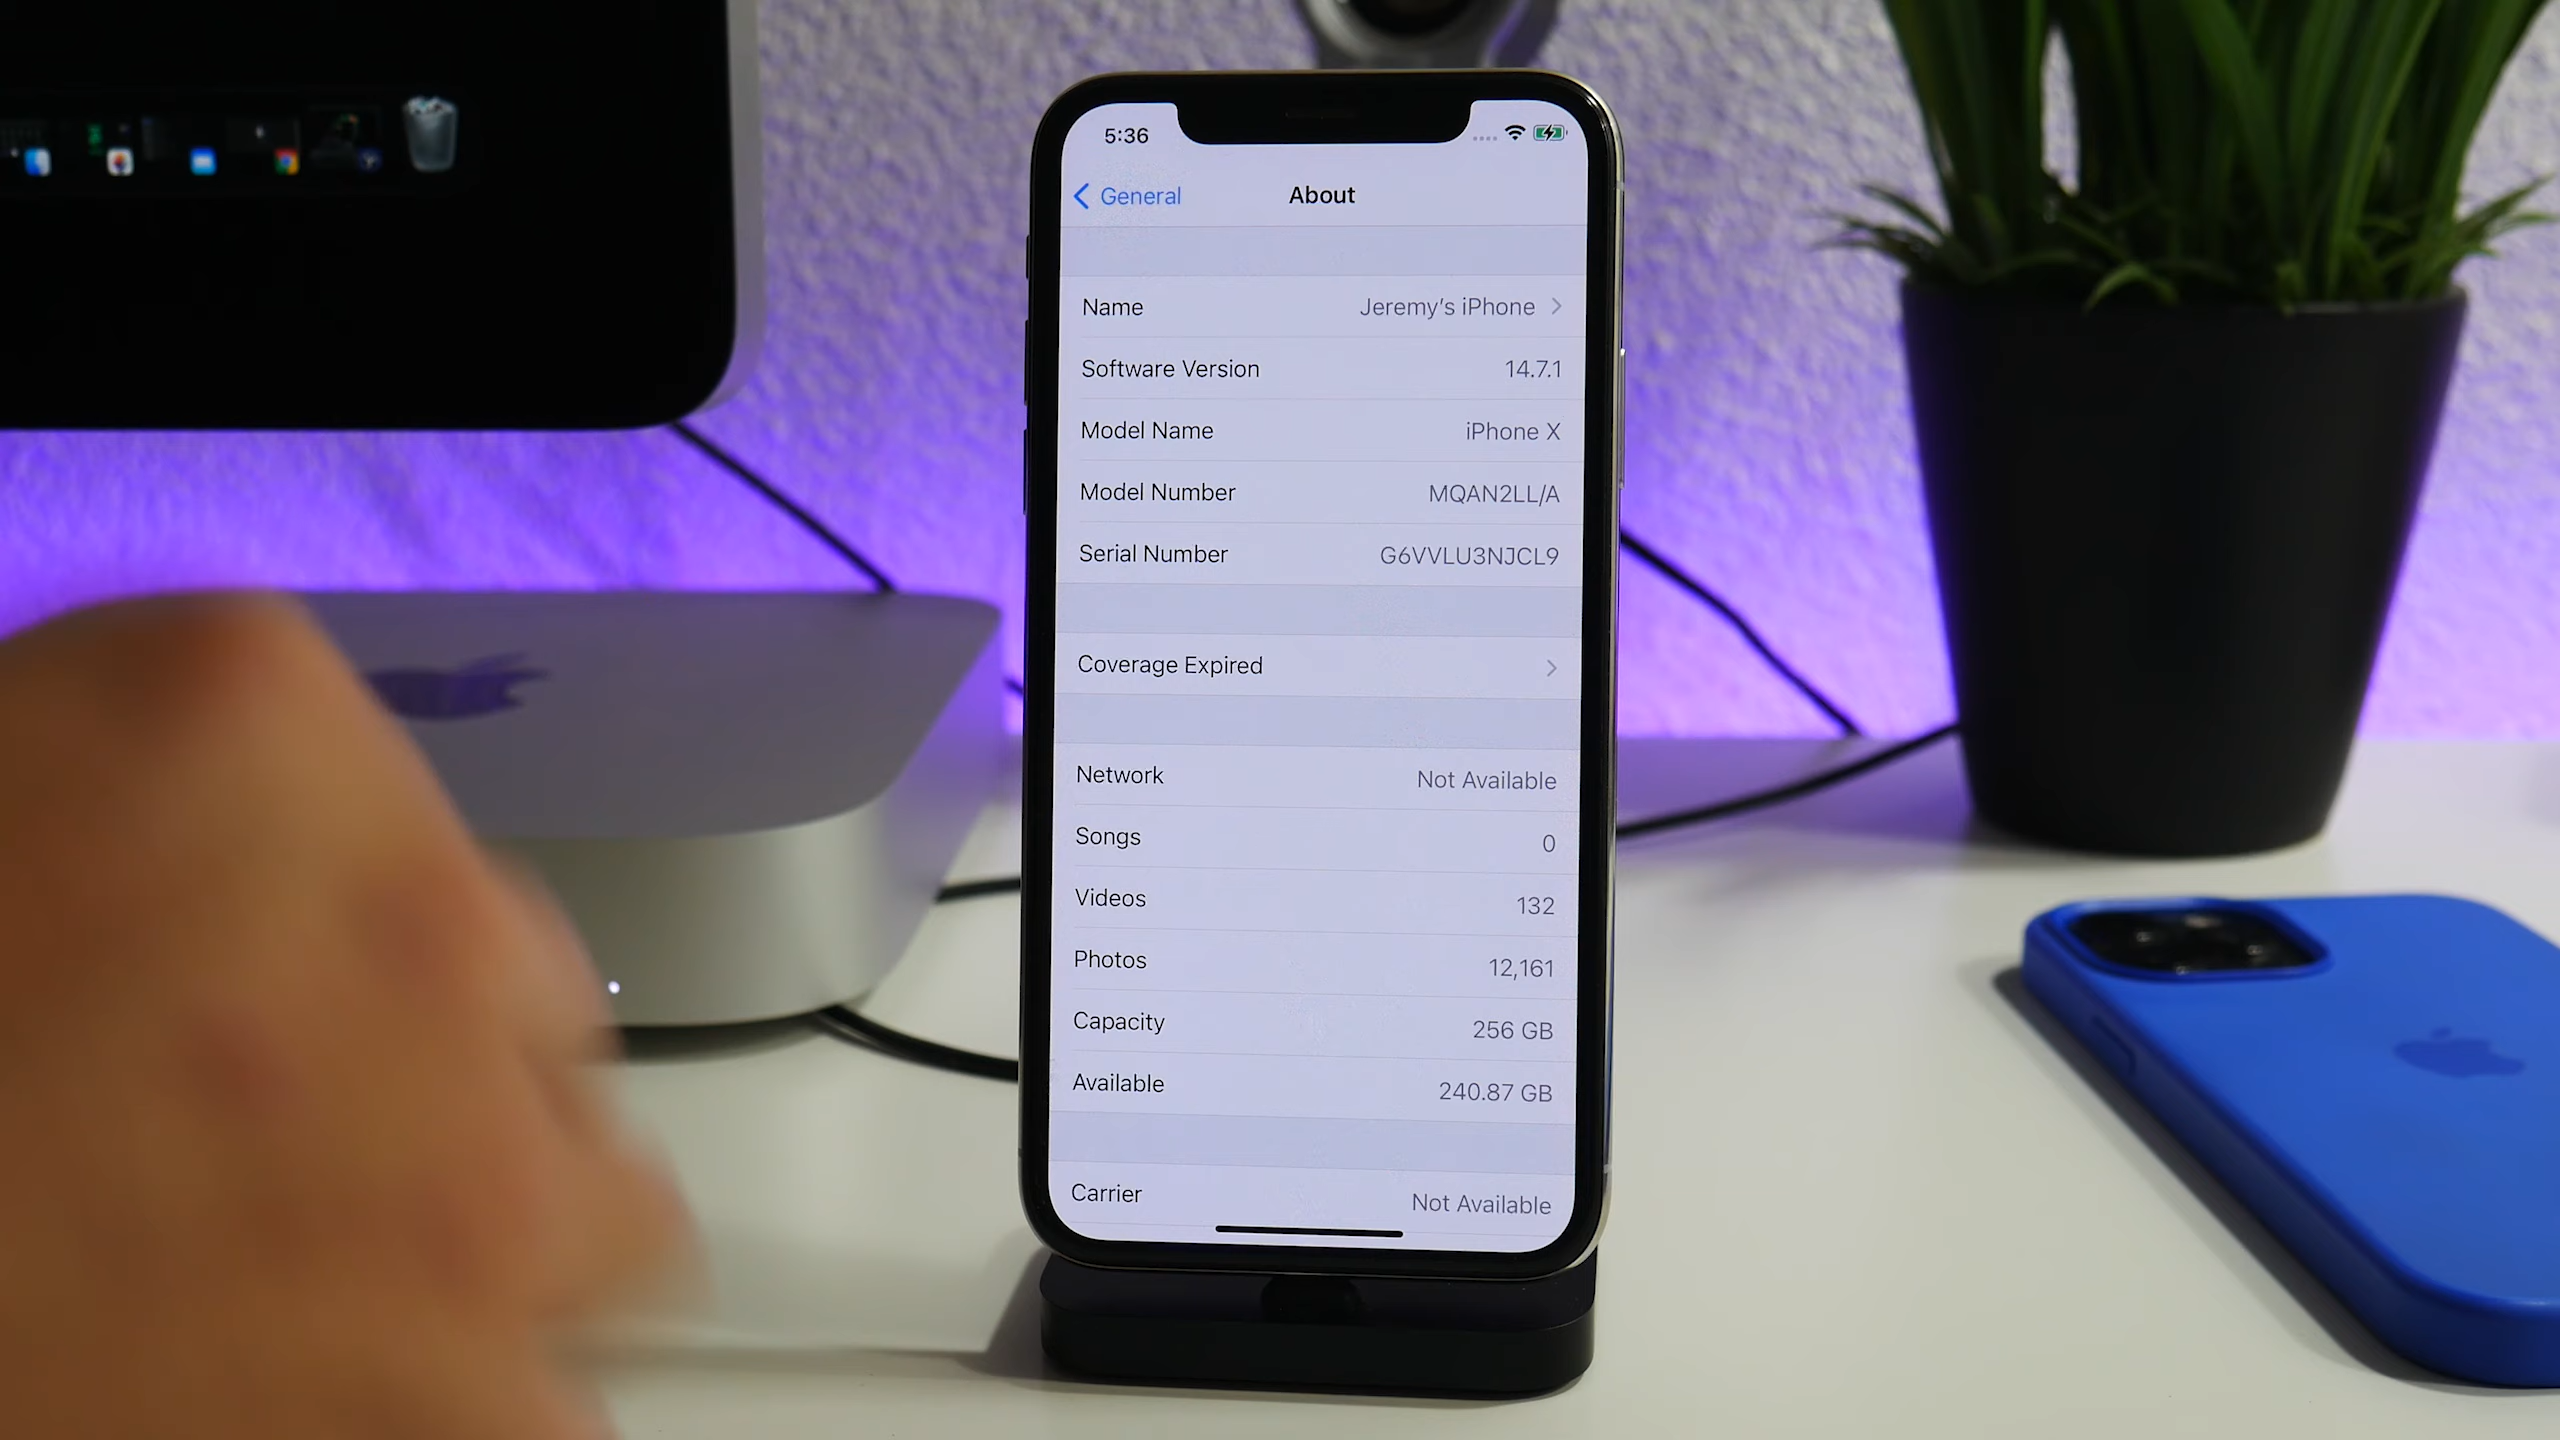 5:36
General
About
Name Jeremy's iPhone
Software Version 14.7.1
Model Name iPhone X
Model Number MQAN2LL/A
Serial Number G6VVLU3NJCL9
Coverage Expired
Network Not Available
Songs 0
Videos 132
Photos 12,161
Capacity 256 GB
Available 240.87 GB
Carrier Not Available